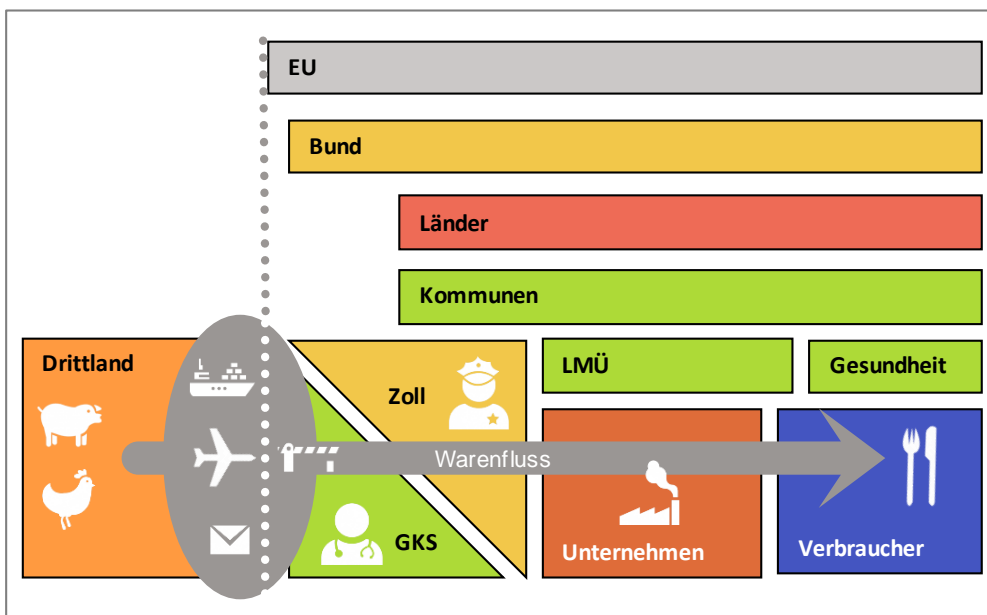 EU
Bund
Länder
Kommunen
Drittland
Zoll
LMÜ
Gesundheit
Warenfluss
GKS
Unternehmen
Verbraucher